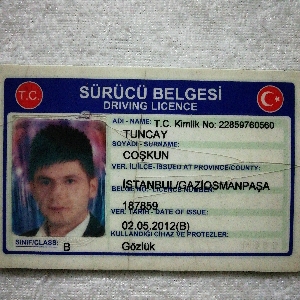 T.C.
SÜRÜCÜ BELGESİ
DRIVING LICENCE
ADI - NAME: T.C. Kimlik No: 22859760560
TUNCAY
SOYADI - SURNAME:
COŞKUN
VER. İL/İLÇE - ISSUED AT PROVINCE/COUNTY:
İSTANBUL/GAZİOSMANPAŞA
BELGE NO - LICENCE NUMBER:
187859
VER. TARİH - DATE OF ISSUE:
02.05.2012(B)
KULLANDIĞI CİHAZ VE PROTEZLER:
SINIF/CLASS: B
Gözlük